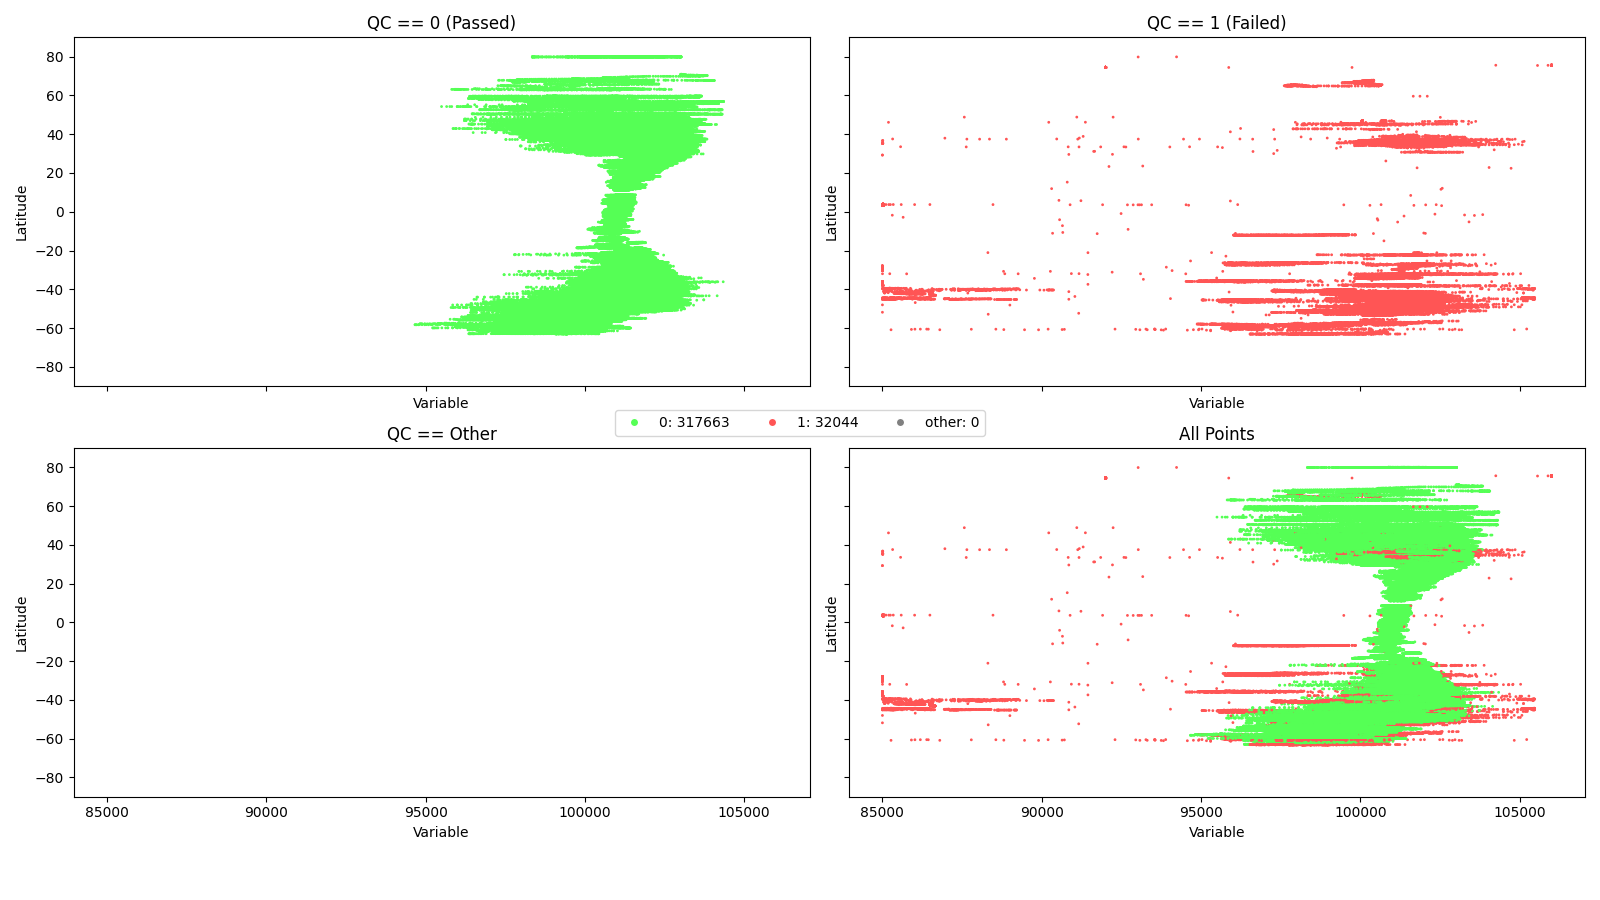 QC == 0 (Passed)
80
60
40
20
0
−20
−40
−60
−80
Latitude
Variable
QC == 1 (Failed)
Latitude
Variable
0: 317663
1: 32044
other: 0
QC == Other
80
60
40
20
0
−20
−40
−60
−80
Latitude
85000 90000 95000 100000 105000
Variable
All Points
Latitude
85000 90000 95000 100000 105000
Variable